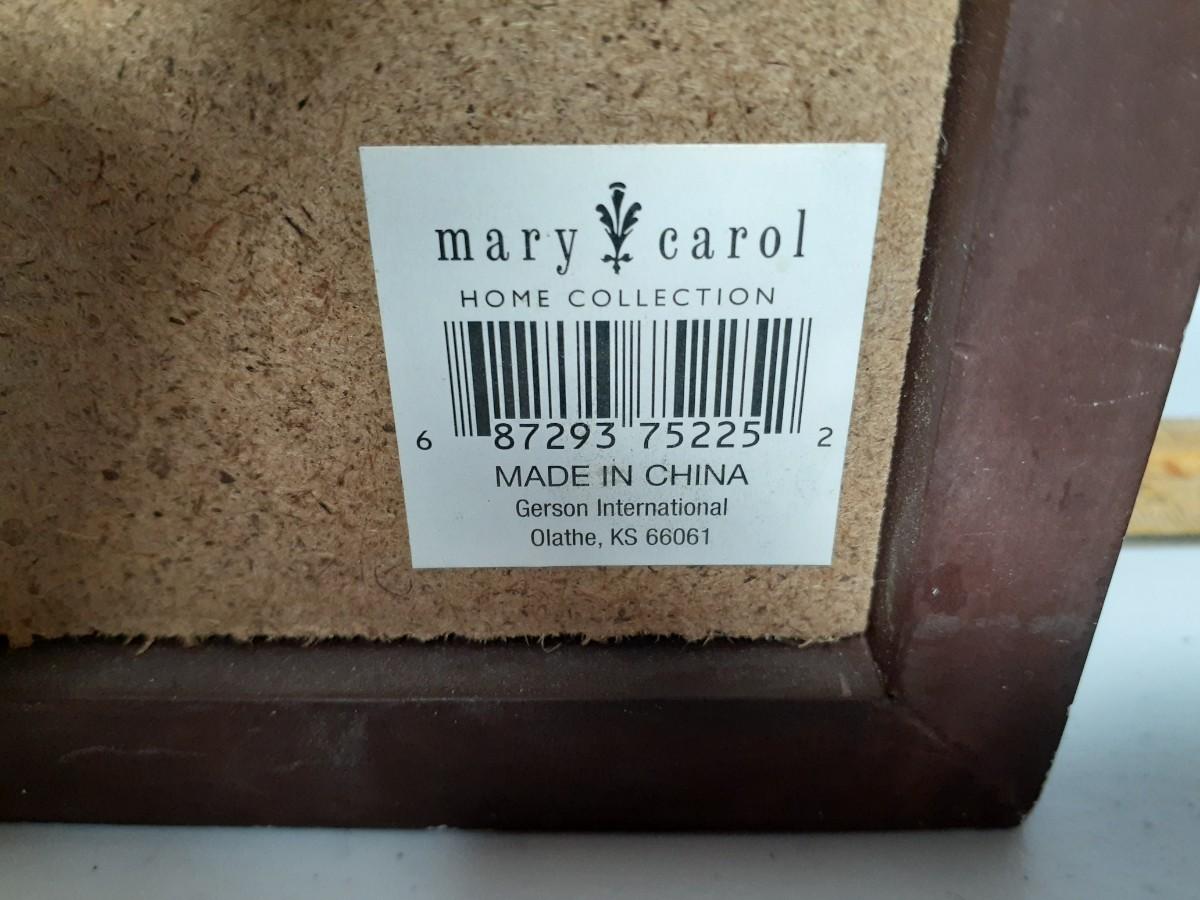 mary carol
HOME COLLECTION
6 87293 75225 2
MADE IN CHINA
Gerson International
Olathe, KS 66061